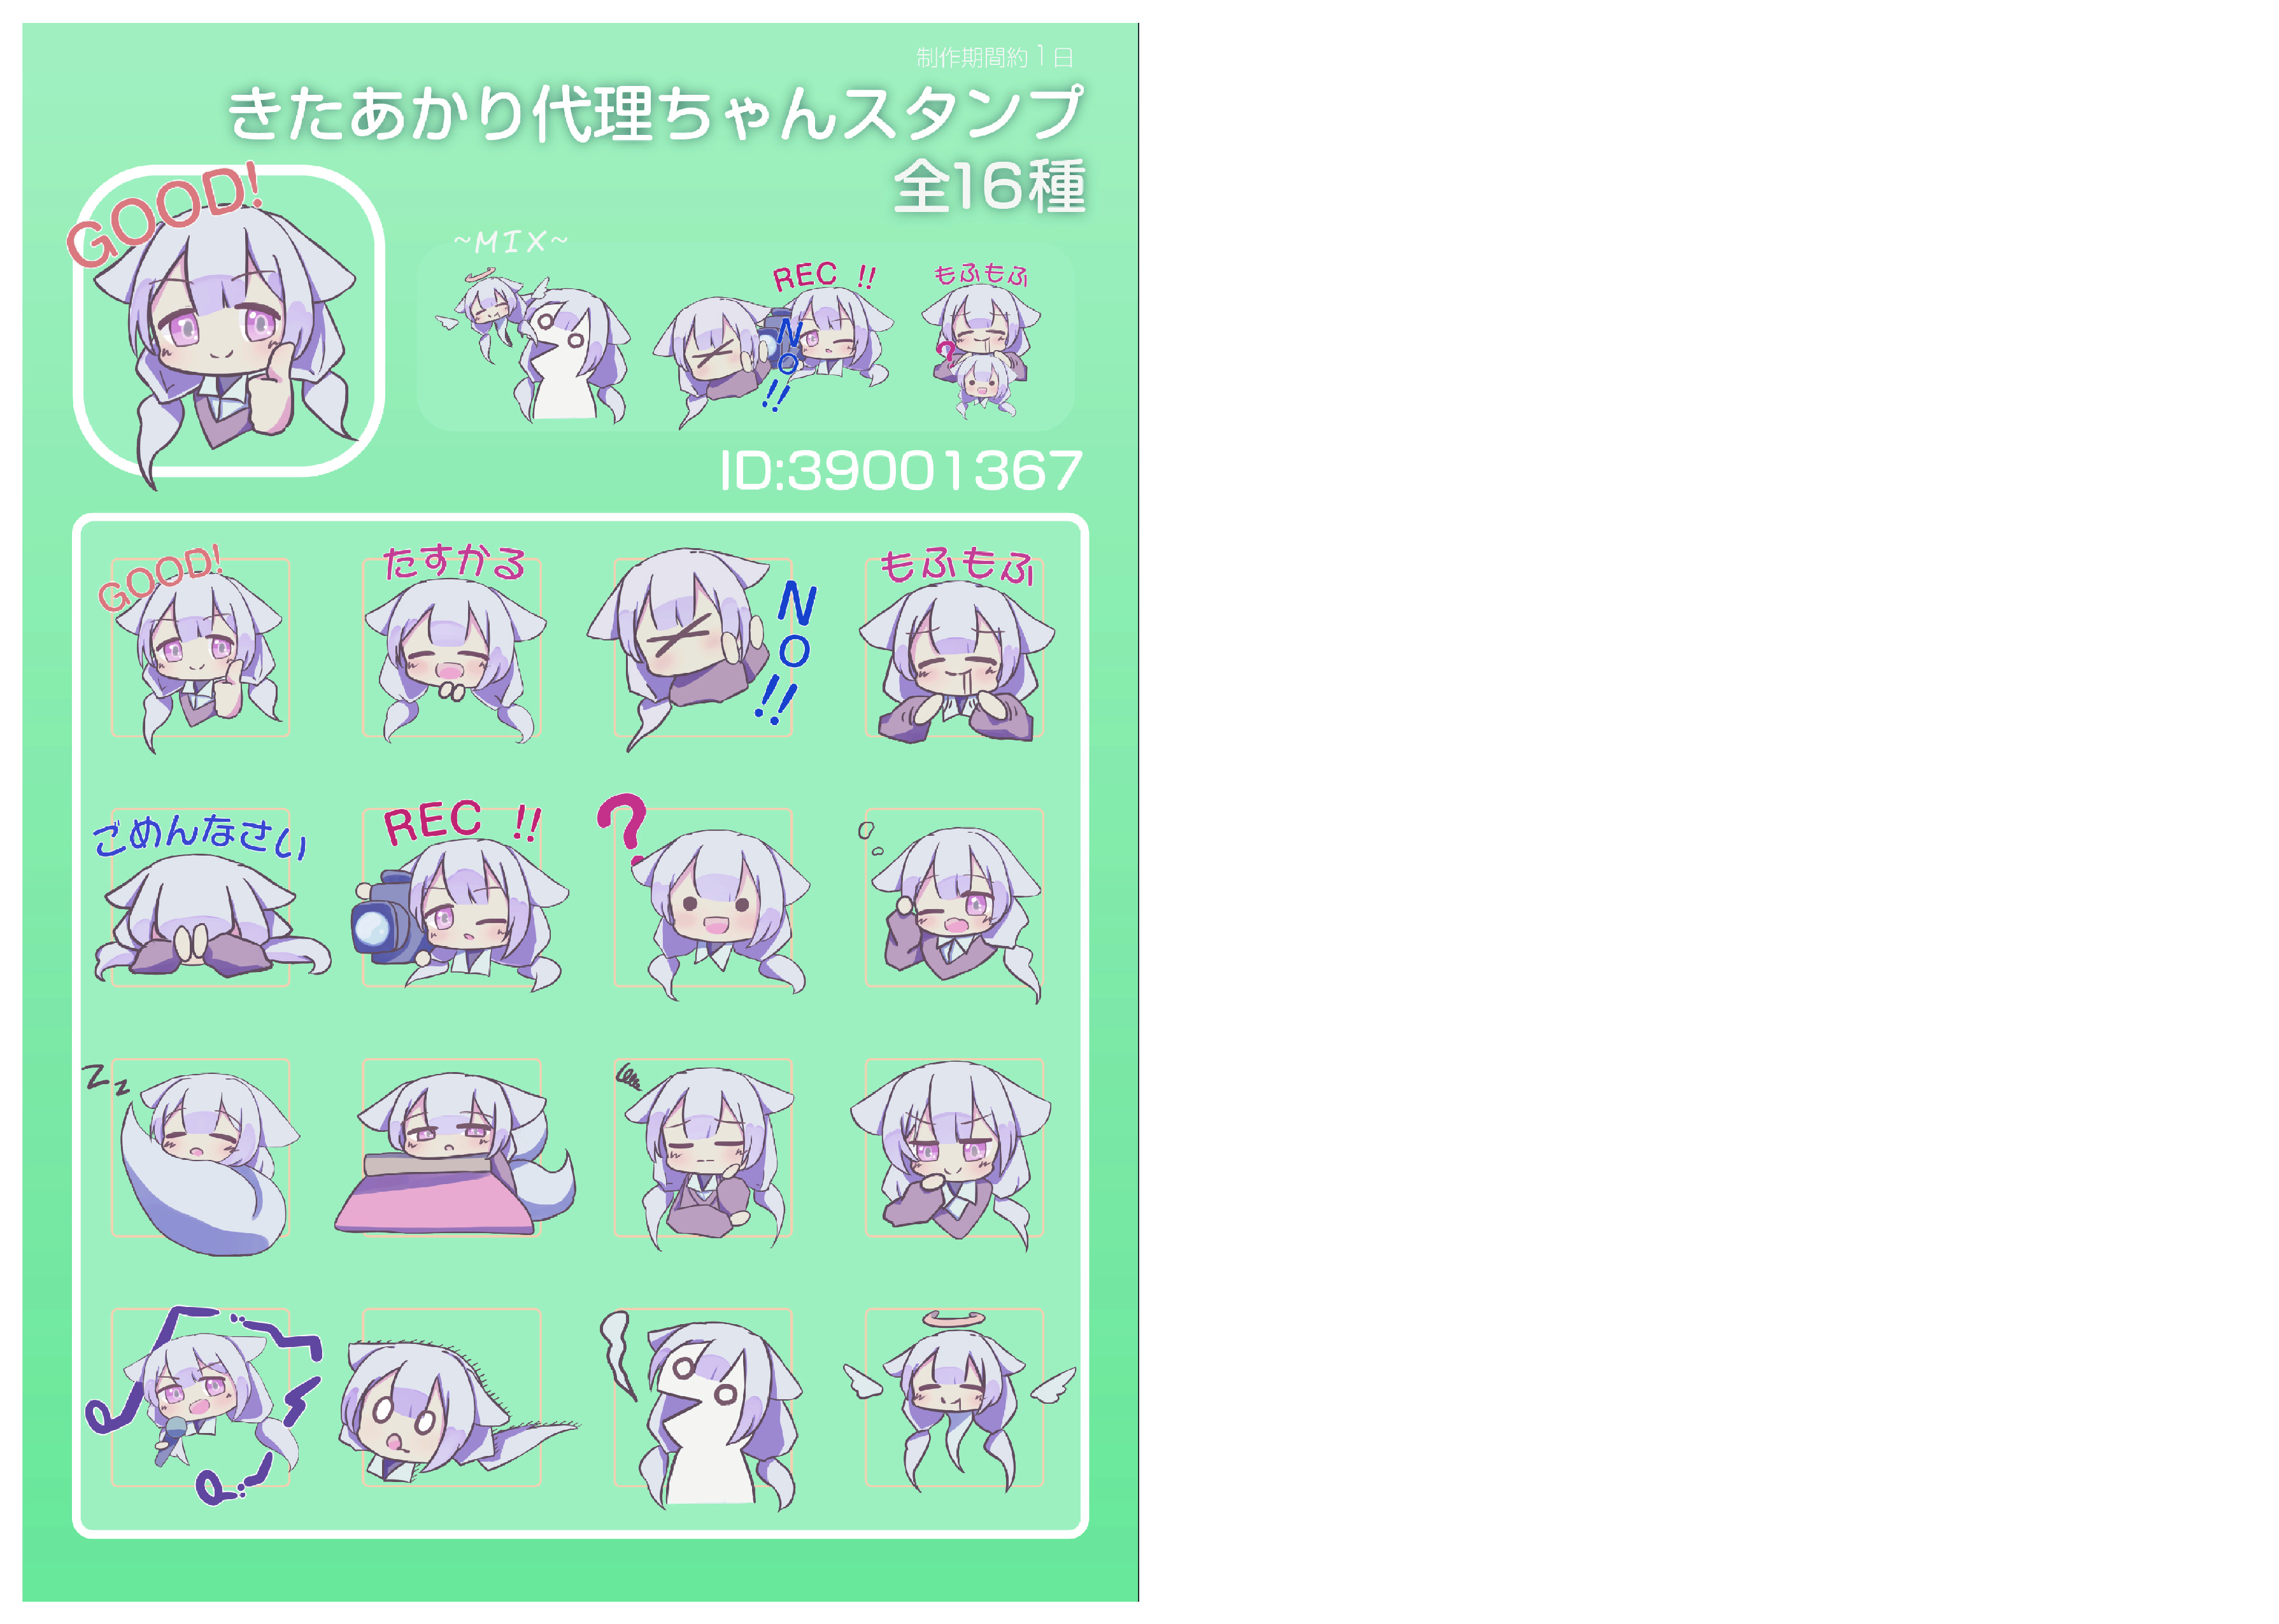 制作期間約1日
きたあかり代理ちゃんスタンプ
全16種
GOOD!
~MIX~
REC !!
NO!!
もふもふ
?
ID:39001367
GOOD!
たすかる
NO!!
もふもふ
ごめんなさい
REC !!
?
Zz